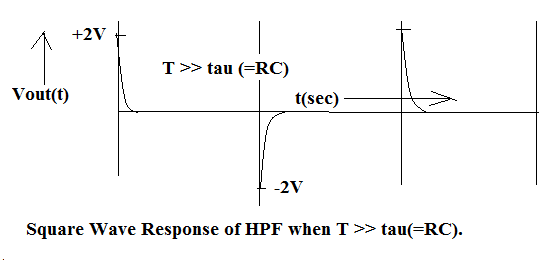 +2V
T >> tau (=RC)
Vout(t)
t(sec)
-2V
Square Wave Response of HPF when T >> tau(=RC).